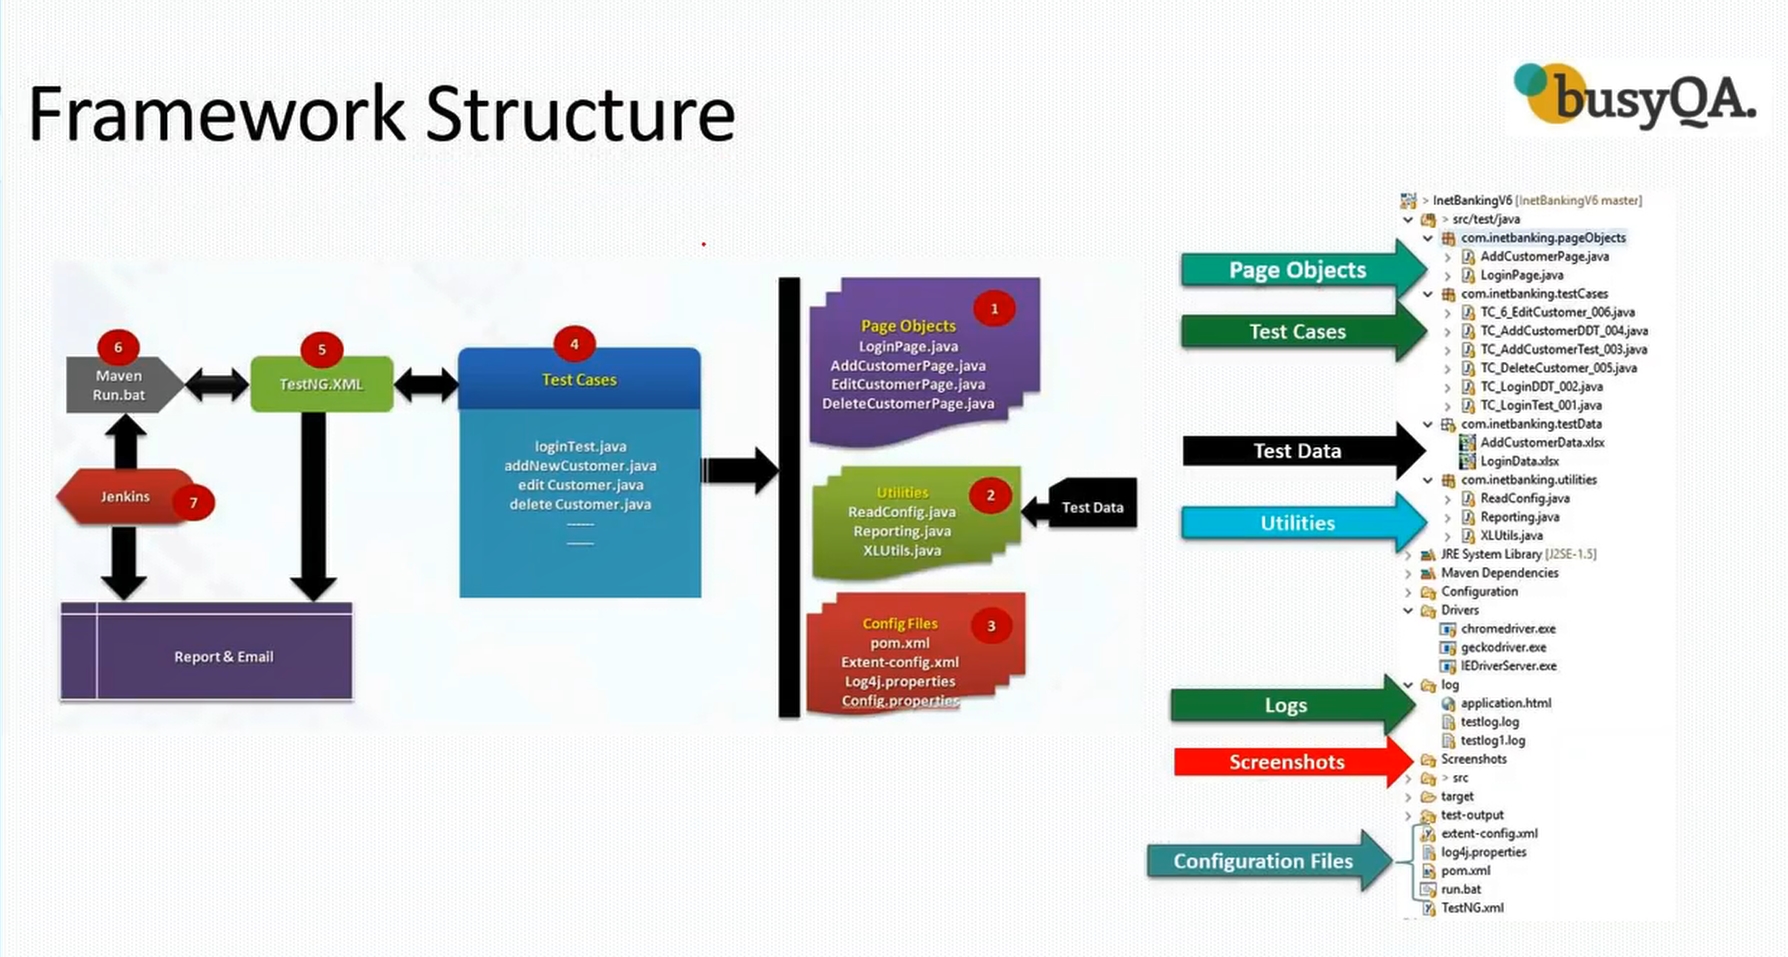 Framework Structure
busyQA.
6
Maven
Run.bat
5
TestNG.XML
4
Test Cases
loginTest.java
addNewCustomer.java
edit Customer.java
delete Customer.java
Jenkins
7
Report & Email
1
Page Objects
LoginPage.java
AddCustomerPage.java
EditCustomerPage.java
DeleteCustomerPage.java
2
Utilities
ReadConfig.java
Reporting.java
XLUtils.java
Test Data
3
Config Files
pom.xml
Extent-config.xml
Log4j.properties
Config.properties
Page Objects
Test Cases
Test Data
Utilities
Logs
Screenshots
Configuration Files
> InetBankingV6 [InetBankingV6 master]
> src/test/java
com.inetbanking.pageObjects
AddCustomerPage.java
LoginPage.java
com.inetbanking.testCases
TC_6_EditCustomer_006.java
TC_AddCustomerDDT_004.java
TC_AddCustomerTest_003.java
TC_DeleteCustomer_005.java
TC_LoginDDT_002.java
TC_LoginTest_001.java
com.inetbanking.testData
AddCustomerData.xlsx
LoginData.xlsx
com.inetbanking.utilities
ReadConfig.java
Reporting.java
XLUtils.java
JRE System Library [J2SE-1.5]
Maven Dependencies
Configuration
Drivers
chromedriver.exe
geckodriver.exe
IEDriverServer.exe
log
application.html
testlog.log
testlog1.log
Screenshots
> src
target
test-output
extent-config.xml
log4j.properties
pom.xml
run.bat
TestNG.xml